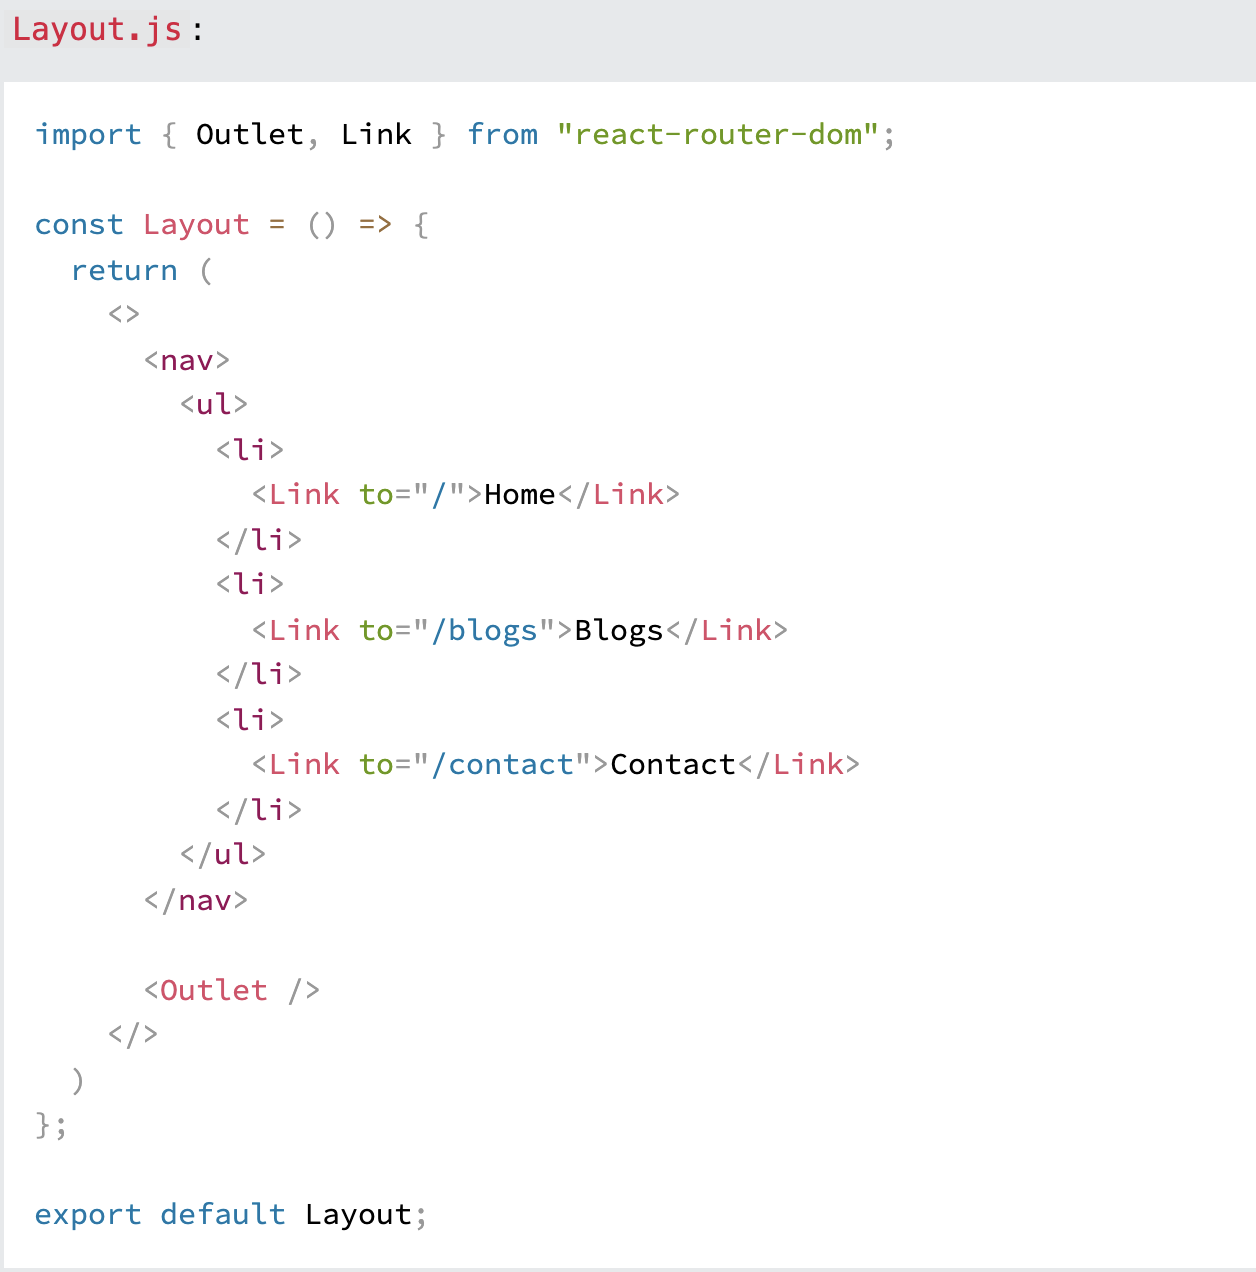 Layout.js:
import { Outlet, Link } from "react-router-dom";
const Layout = () => {
  return (
    <>
      <nav>
        <ul>
          <li>
            <Link to="/">Home</Link>
          </li>
          <li>
            <Link to="/blogs">Blogs</Link>
          </li>
          <li>
            <Link to="/contact">Contact</Link>
          </li>
        </ul>
      </nav>
      <Outlet />
    </>
  )
};
export default Layout;